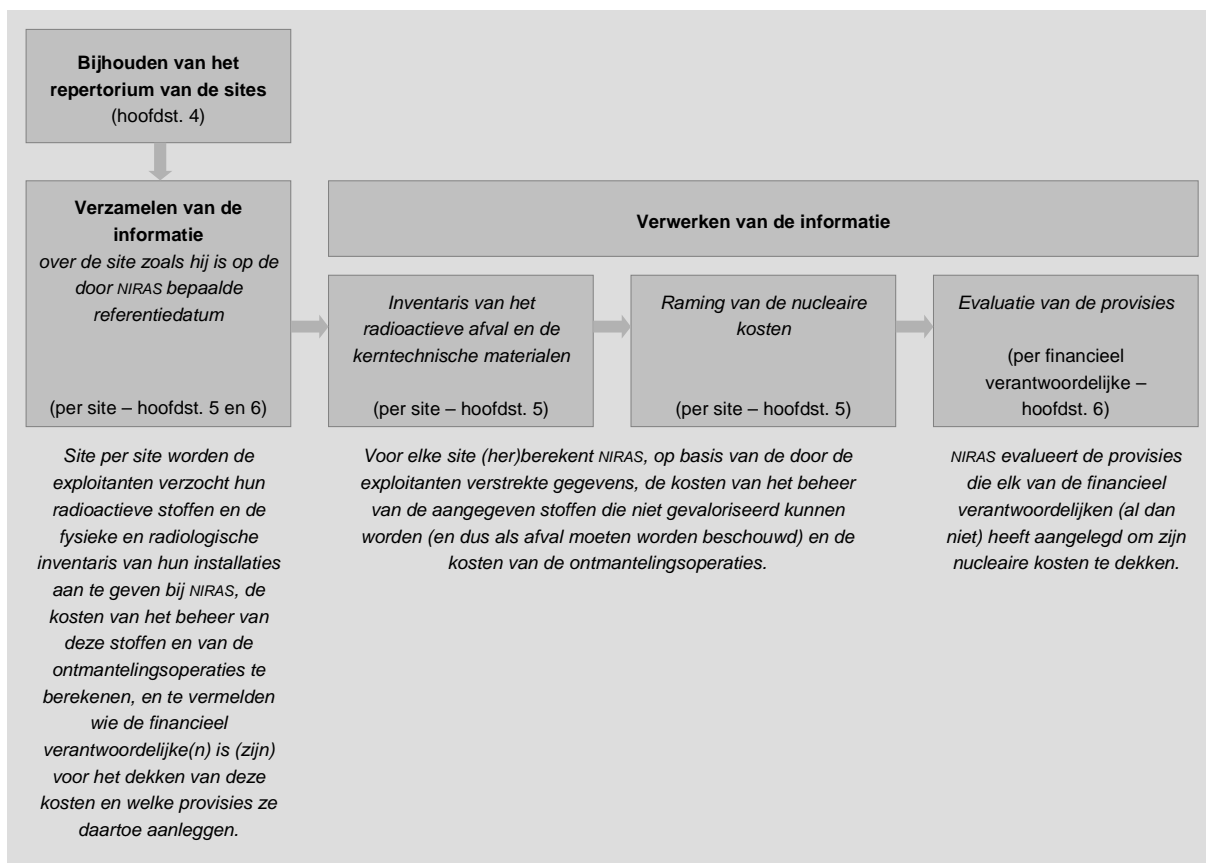 Bijhouden van het
repertorium van de sites
(hoofdst. 4)
Verzamelen van de
informatie
over de site zoals hij is op de
door NIRAS bepaalde
referentiedatum
(per site – hoofdst. 5 en 6)
Site per site worden de
exploitanten verzocht hun
radioactieve stoffen en de
fysieke en radiologische
inventaris van hun installaties
aan te geven bij NIRAS, de
kosten van het beheer van
deze stoffen en van de
ontmantelingsoperaties te
berekenen, en te vermelden
wie de financieel
verantwoordelijke(n) is (zijn)
voor het dekken van deze
kosten en welke provisies ze
daartoe aanleggen.
Verwerken van de informatie
Inventaris van het
radioactieve afval en de
kerntechnische materialen
(per site – hoofdst. 5)
Raming van de nucleaire
kosten
(per site – hoofdst. 5)
Voor elke site (her)berekent NIRAS, op basis van de door de
exploitanten verstrekte gegevens, de kosten van het beheer
van de aangegeven stoffen die niet gevaloriseerd kunnen
worden (en dus als afval moeten worden beschouwd) en de
kosten van de ontmantelingsoperaties.
Evaluatie van de provisies
(per financieel
verantwoordelijke –
hoofdst. 6)
NIRAS evalueert de provisies
die elk van de financieel
verantwoordelijken (al dan
niet) heeft aangelegd om zijn
nucleaire kosten te dekken.